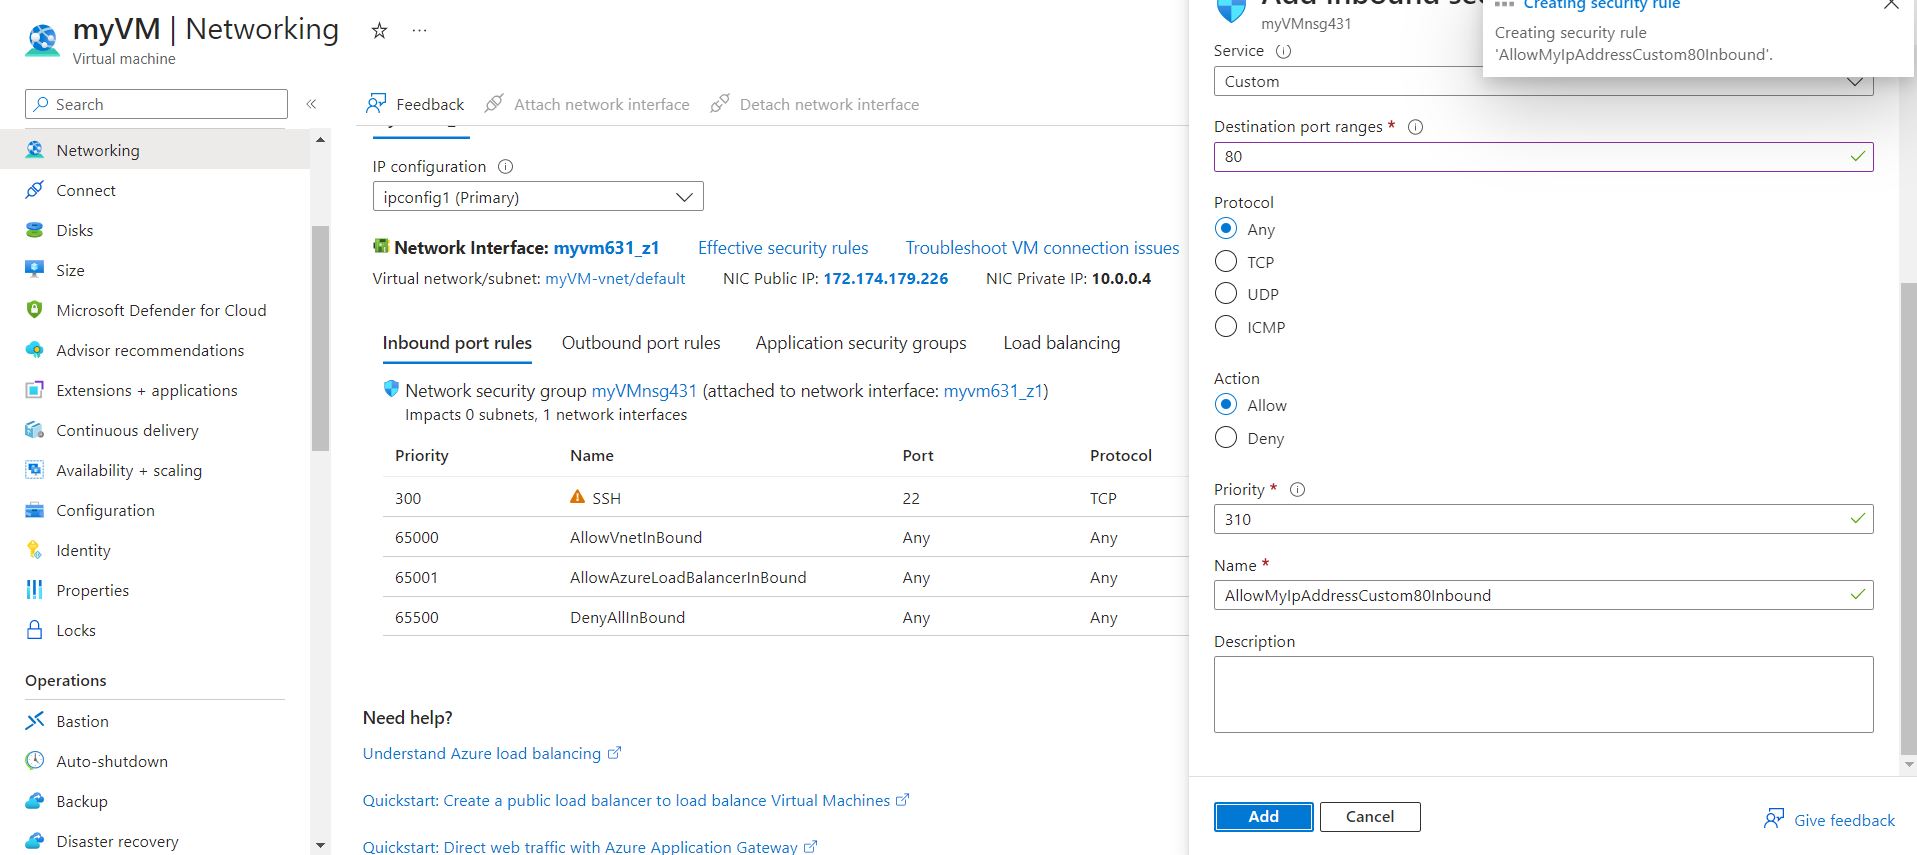 myVM | Networking
Virtual machine
Search
Networking
Connect
Disks
Size
Microsoft Defender for Cloud
Advisor recommendations
Extensions + applications
Continuous delivery
Availability + scaling
Configuration
Identity
Properties
Locks
Operations
Bastion
Auto-shutdown
Backup
Disaster recovery
Feedback Attach network interface Detach network interface
IP configuration
ipconfig1 (Primary)
Network Interface: myvm631_z1 Effective security rules Troubleshoot VM connection issues
Virtual network/subnet: myVM-vnet/default NIC Public IP: 172.174.179.226 NIC Private IP: 10.0.0.4
Inbound port rules Outbound port rules Application security groups Load balancing
Network security group myVMnsg431 (attached to network interface: myvm631_z1)
Impacts 0 subnets, 1 network interfaces
Priority Name Port Protocol
300 SSH 22 TCP
65000 AllowVnetInBound Any Any
65001 AllowAzureLoadBalancerInBound Any Any
65500 DenyAllInBound Any Any
Need help?
Understand Azure load balancing
Quickstart: Create a public load balancer to load balance Virtual Machines
Quickstart: Direct web traffic with Azure Application Gateway
myVMnsg431
Creating security rule
Creating security rule
'AllowMyIpAddressCustom80Inbound'.
Service
Custom
Destination port ranges *
80
Protocol
Any
TCP
UDP
ICMP
Action
Allow
Deny
Priority *
310
Name *
AllowMyIpAddressCustom80Inbound
Description
Add Cancel
Give feedback